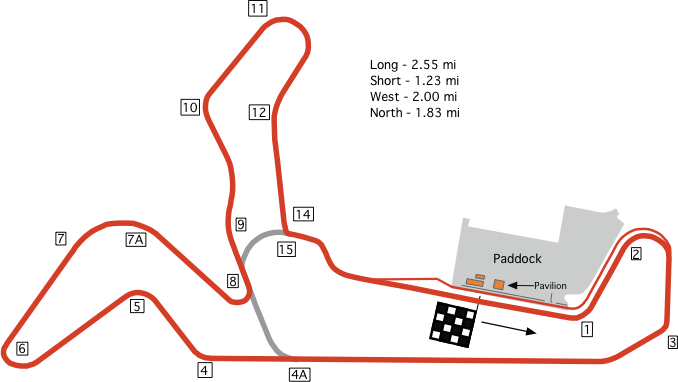 11
Long - 2.55 mi
Short - 1.23 mi
West - 2.00 mi
North - 1.83 mi
10
12
14
9
7
7A
15
2
Paddock
8
Pavilion
5
1
3
6
4
4A